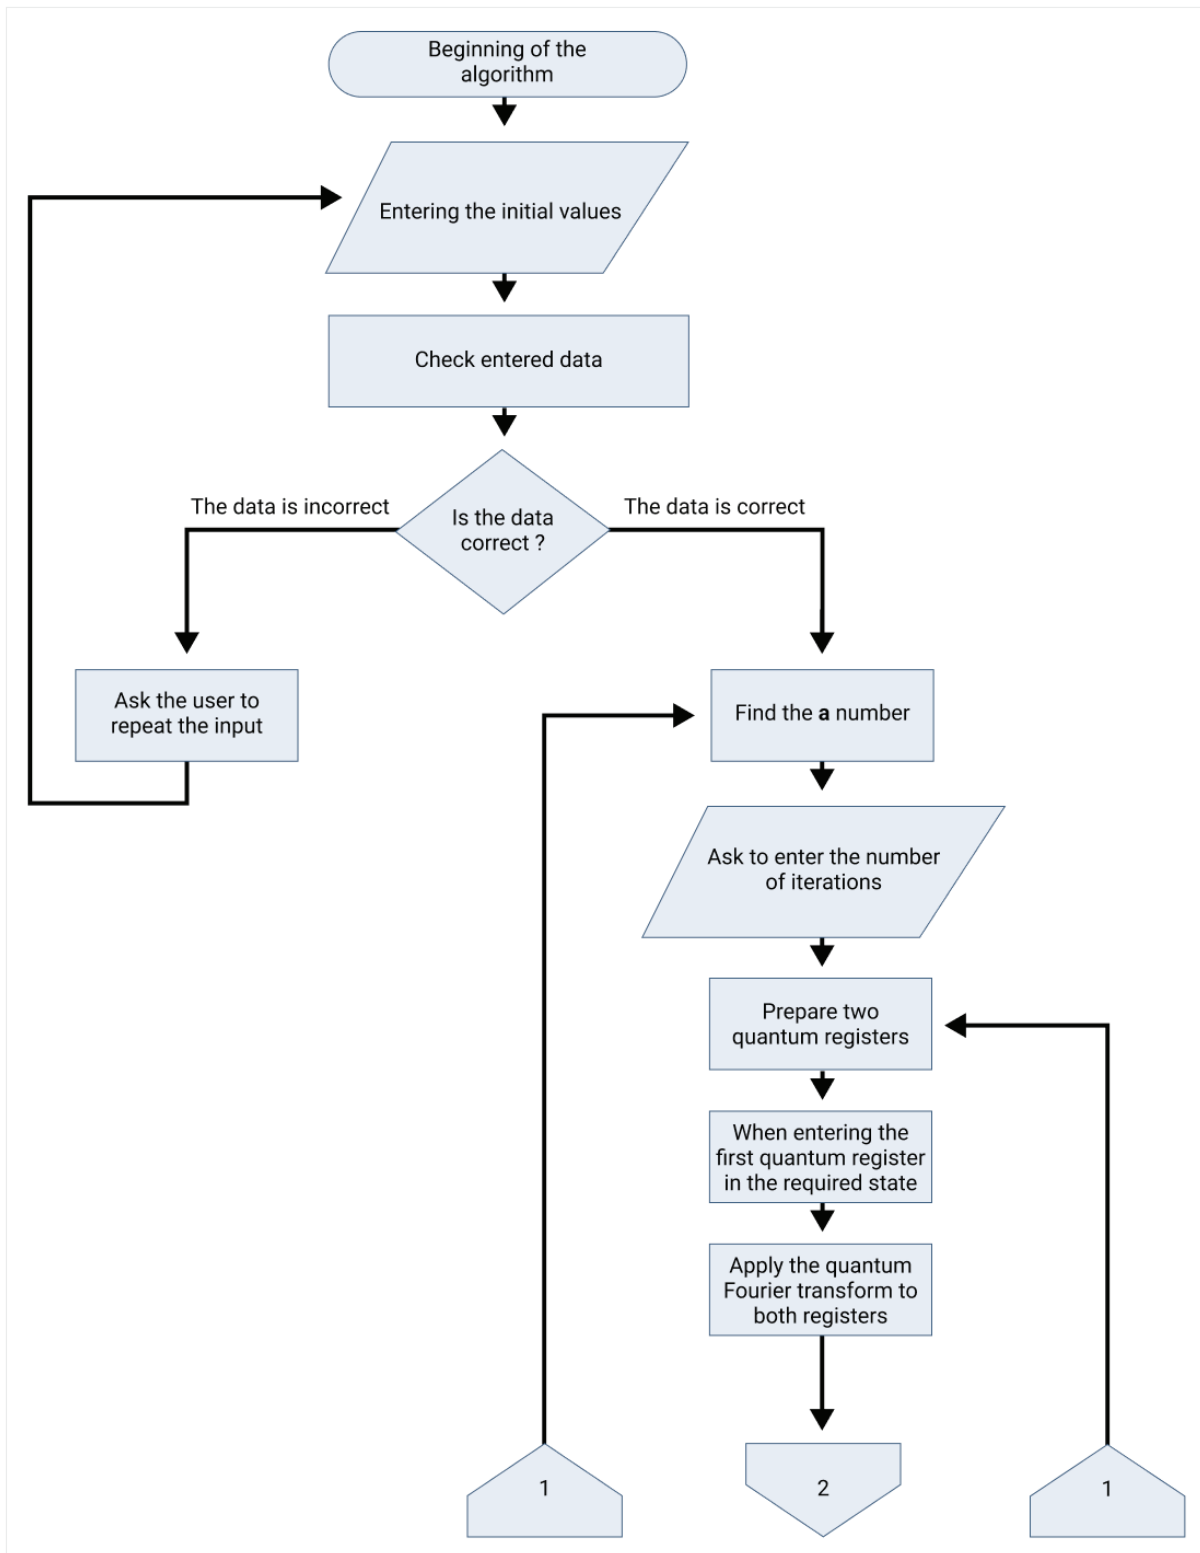 Beginning of the
algorithm
Entering the initial values
Check entered data
The data is incorrect
Is the data
correct ?
The data is correct
Ask the user to
repeat the input
Find the a number
Ask to enter the number
of iterations
Prepare two
quantum registers
When entering the
first quantum register
in the required state
Apply the quantum
Fourier transform to
both registers
1
2
1